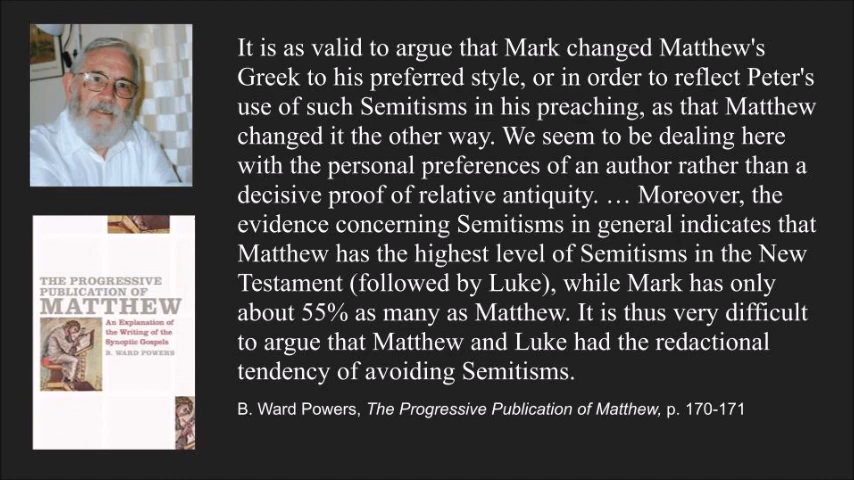 It is as valid to argue that Mark changed Matthew's
Greek to his preferred style, or in order to reflect Peter's
use of such Semitisms in his preaching, as that Matthew
changed it the other way. We seem to be dealing here
with the personal preferences of an author rather than a
decisive proof of relative antiquity. … Moreover, the
evidence concerning Semitisms in general indicates that
Matthew has the highest level of Semitisms in the New
Testament (followed by Luke), while Mark has only
about 55% as many as Matthew. It is thus very difficult
to argue that Matthew and Luke had the redactional
tendency of avoiding Semitisms.
B. Ward Powers, The Progressive Publication of Matthew, p. 170-171
THE PROGRESSIVE
PUBLICATION OF
MATTHEW
An Explanation of
the Writing of the
Synoptic Gospels
B. WARD POWERS